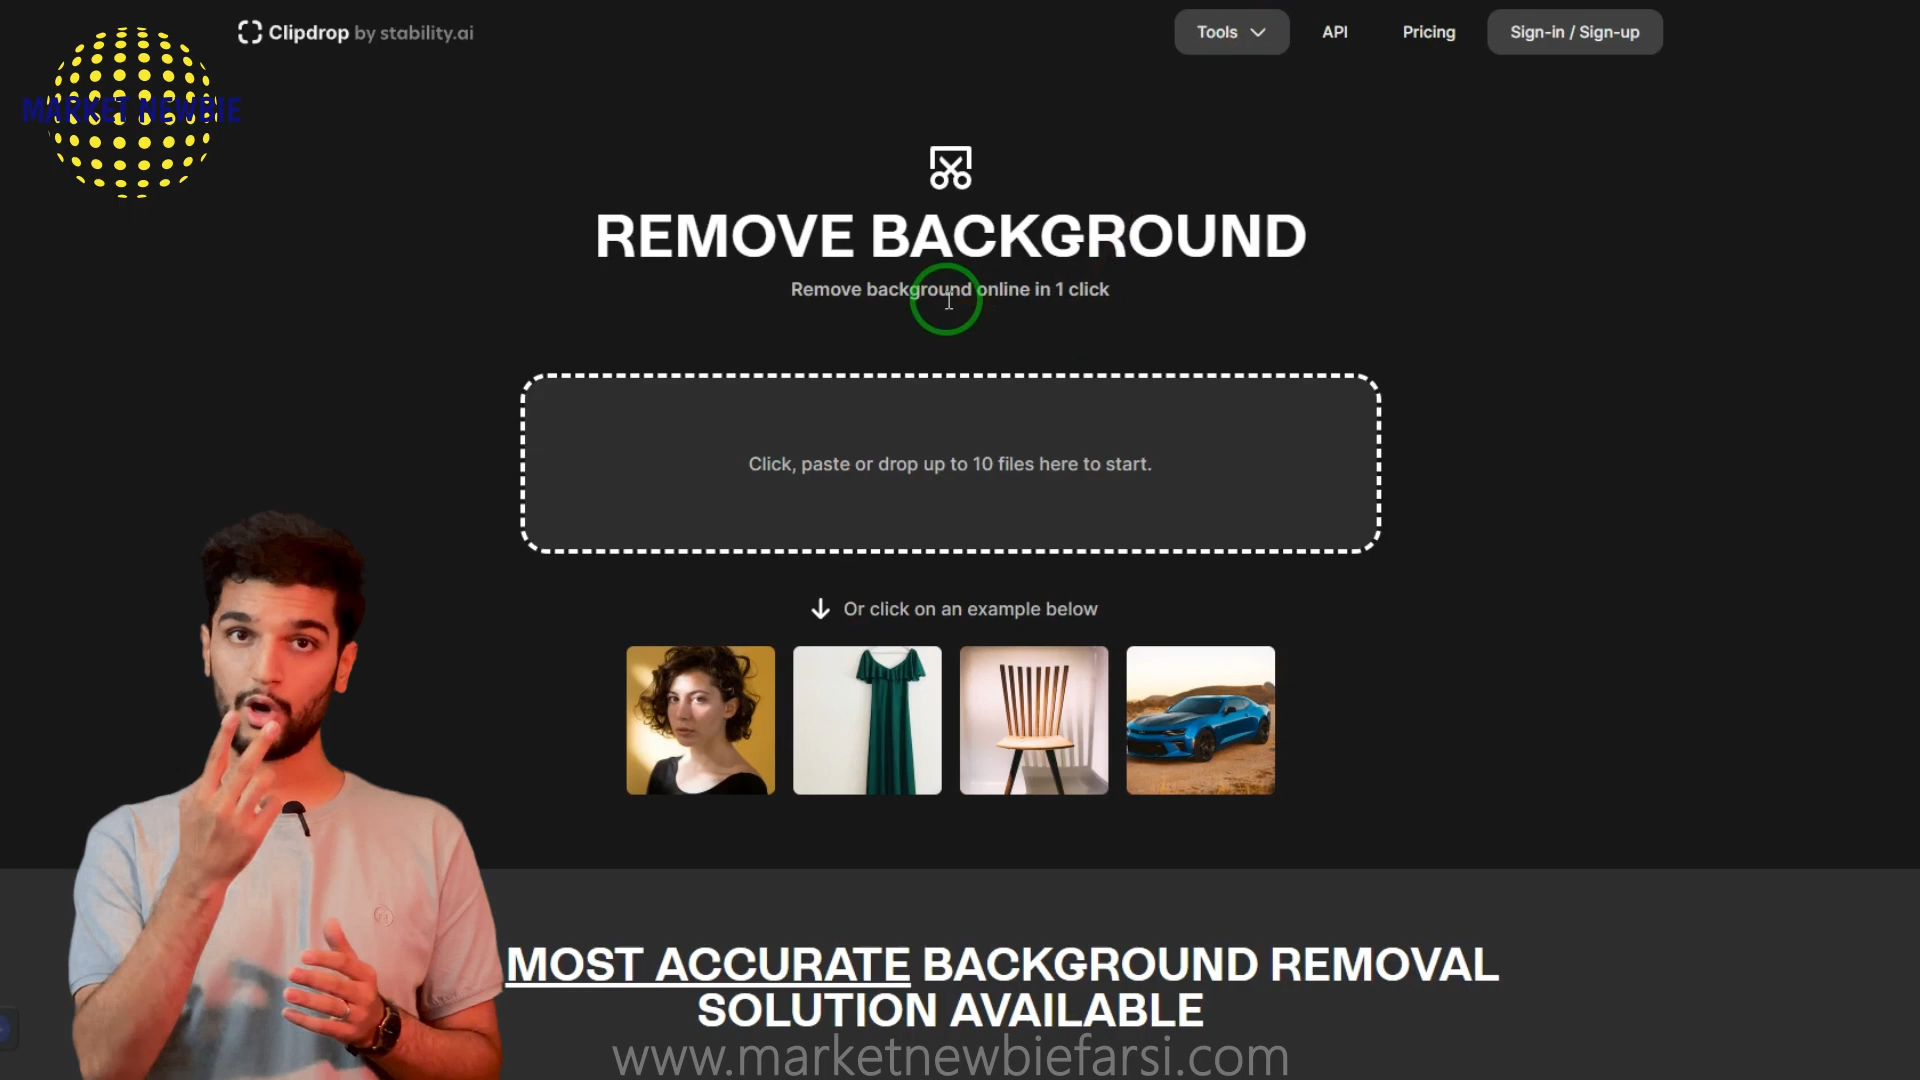 Clipdrop by stability.ai
Tools
API
Pricing
Sign-in / Sign-up
MARKET NEWBIE
REMOVE BACKGROUND
Remove background online in 1 click
Click, paste or drop up to 10 files here to start.
Or click on an example below
MOST ACCURATE BACKGROUND REMOVAL
SOLUTION AVAILABLE
www.marketnewbiefarsi.com